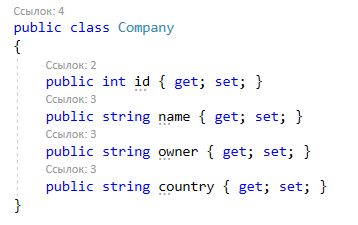 Ссылок: 4
public class Company
{
Ссылок: 2
public int id { get; set; }
Ссылок: 3
public string name { get; set; }
Ссылок: 3
public string owner { get; set; }
Ссылок: 3
public string country { get; set; }
}